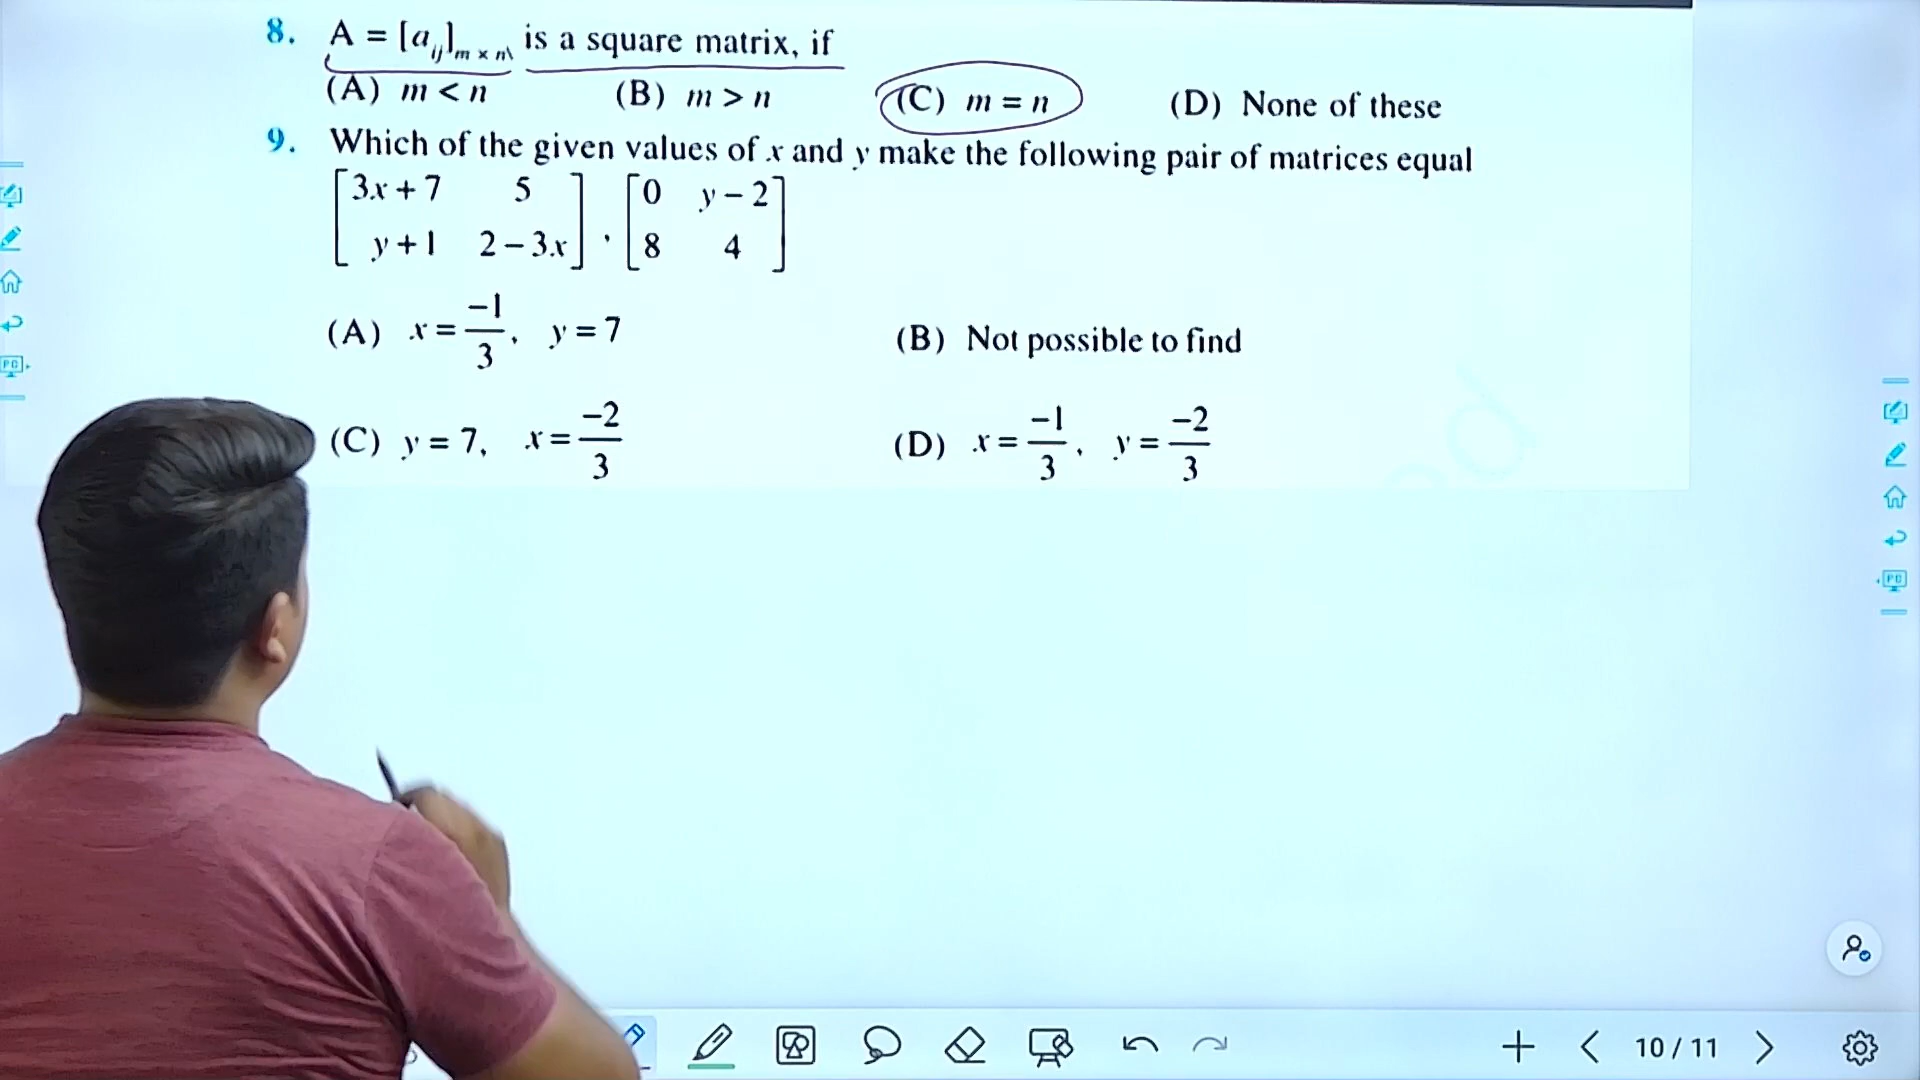 8. A = [a_ij]_m × n is a square matrix, if
(A) m < n (B) m > n (C) m = n (D) None of these
9. Which of the given values of x and y make the following pair of matrices equal
[3x + 7 5] [0 y – 2]
[y + 1 2 – 3x] , [8 4]
(A) x = –1/3, y = 7 (B) Not possible to find
(C) y = 7, x = –2/3 (D) x = –1/3, y = –2/3
10 / 11